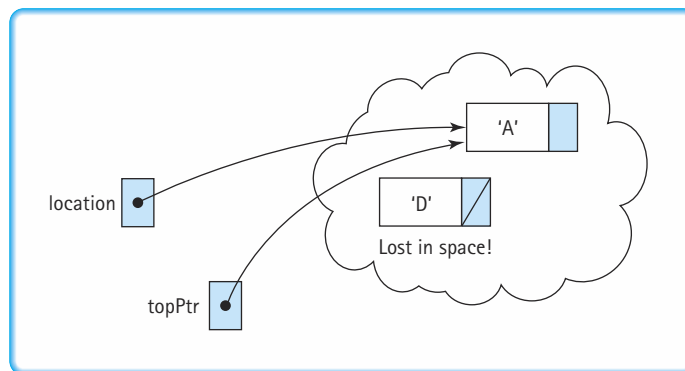 ‘A’
location
‘D’
Lost in space!
topPtr